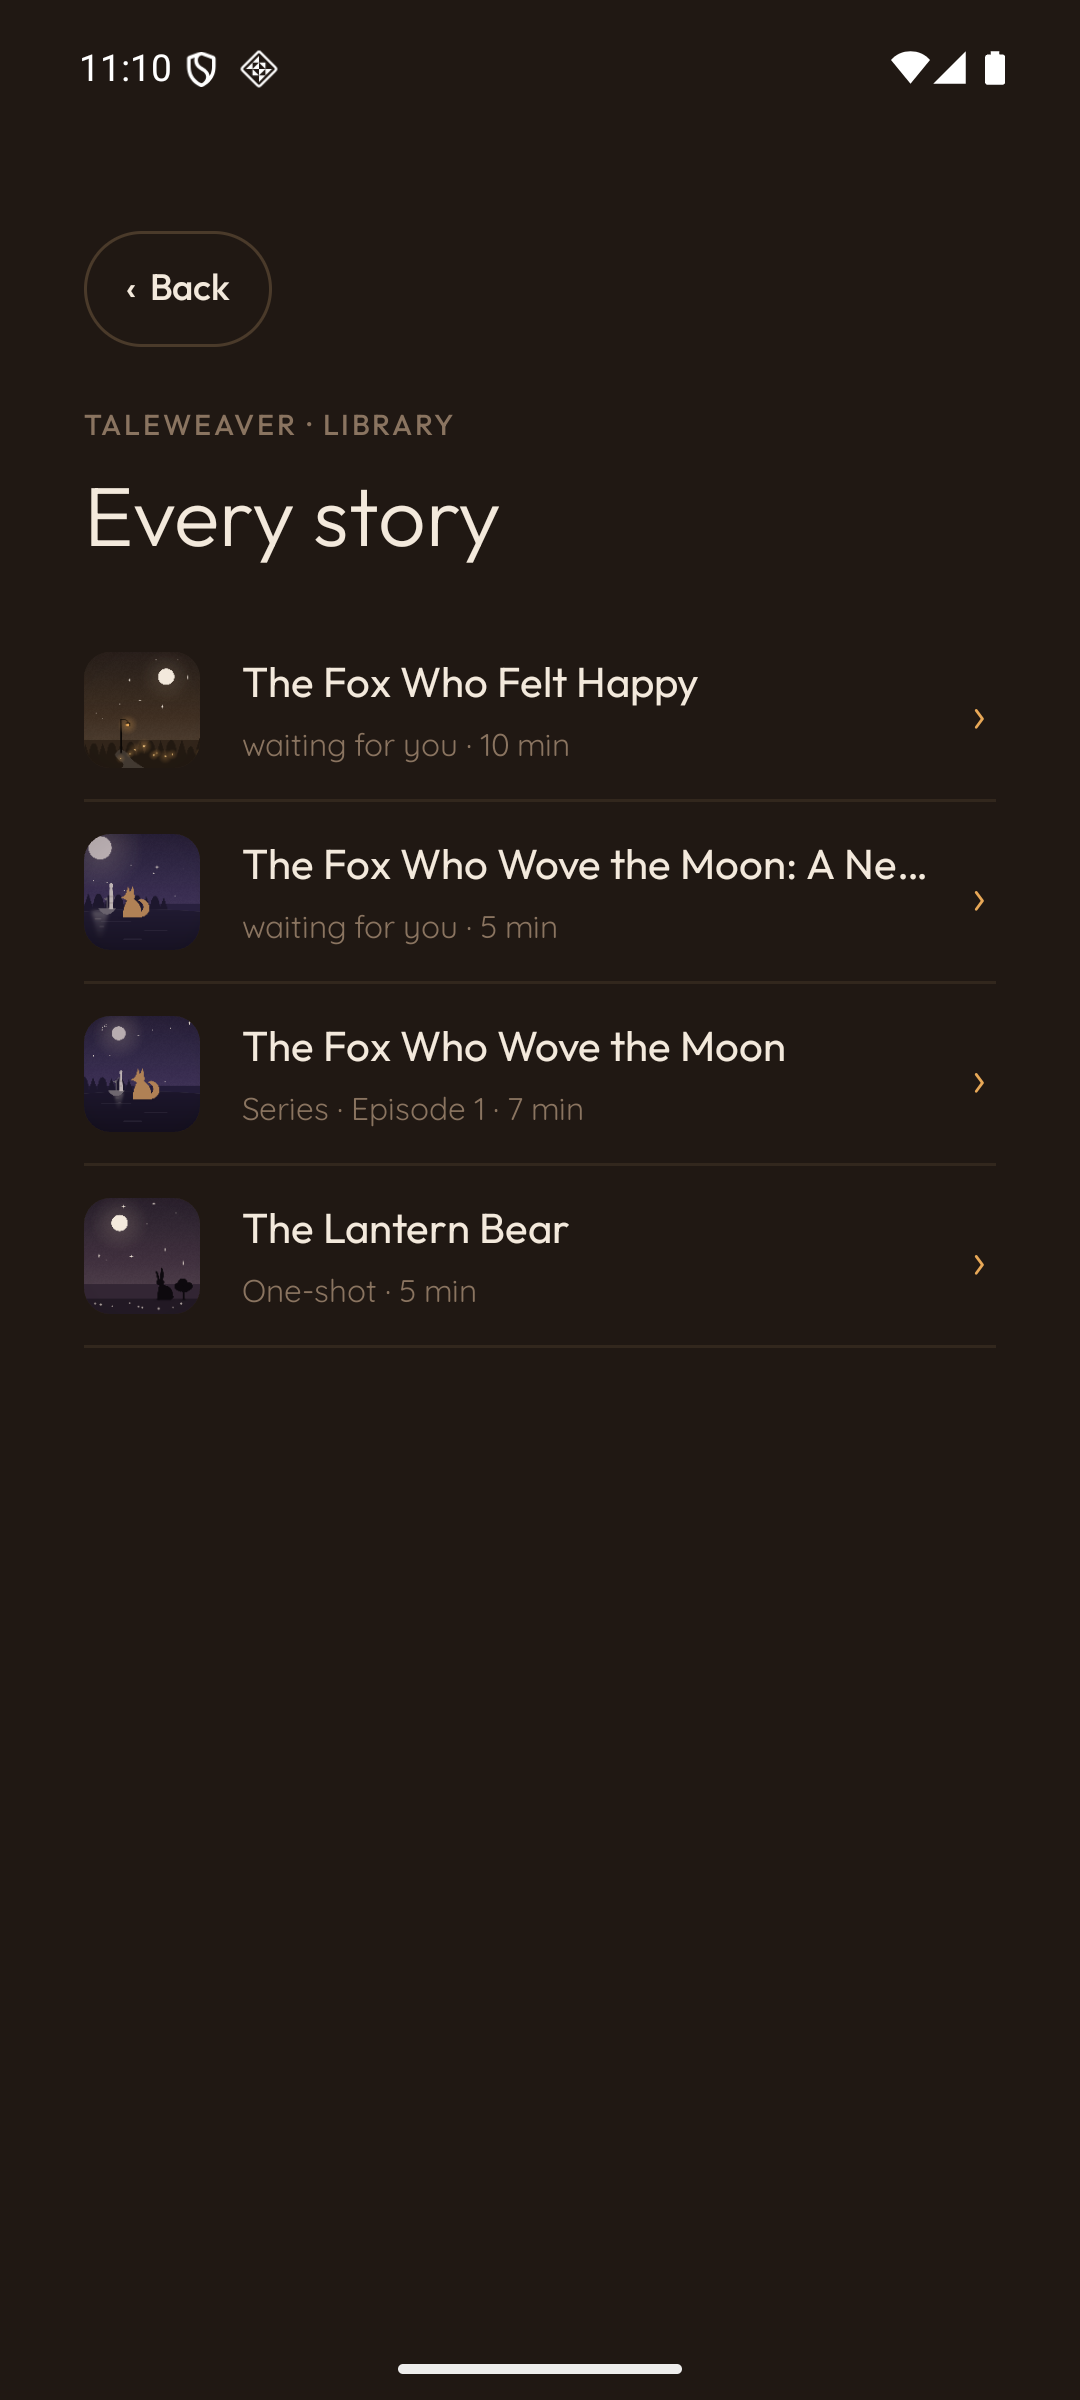 11:10
‹ Back
TALEWEAVER · LIBRARY
Every story
The Fox Who Felt Happy
waiting for you · 10 min
›
The Fox Who Wove the Moon: A Ne...
waiting for you · 5 min
›
The Fox Who Wove the Moon
Series · Episode 1 · 7 min
›
The Lantern Bear
One-shot · 5 min
›